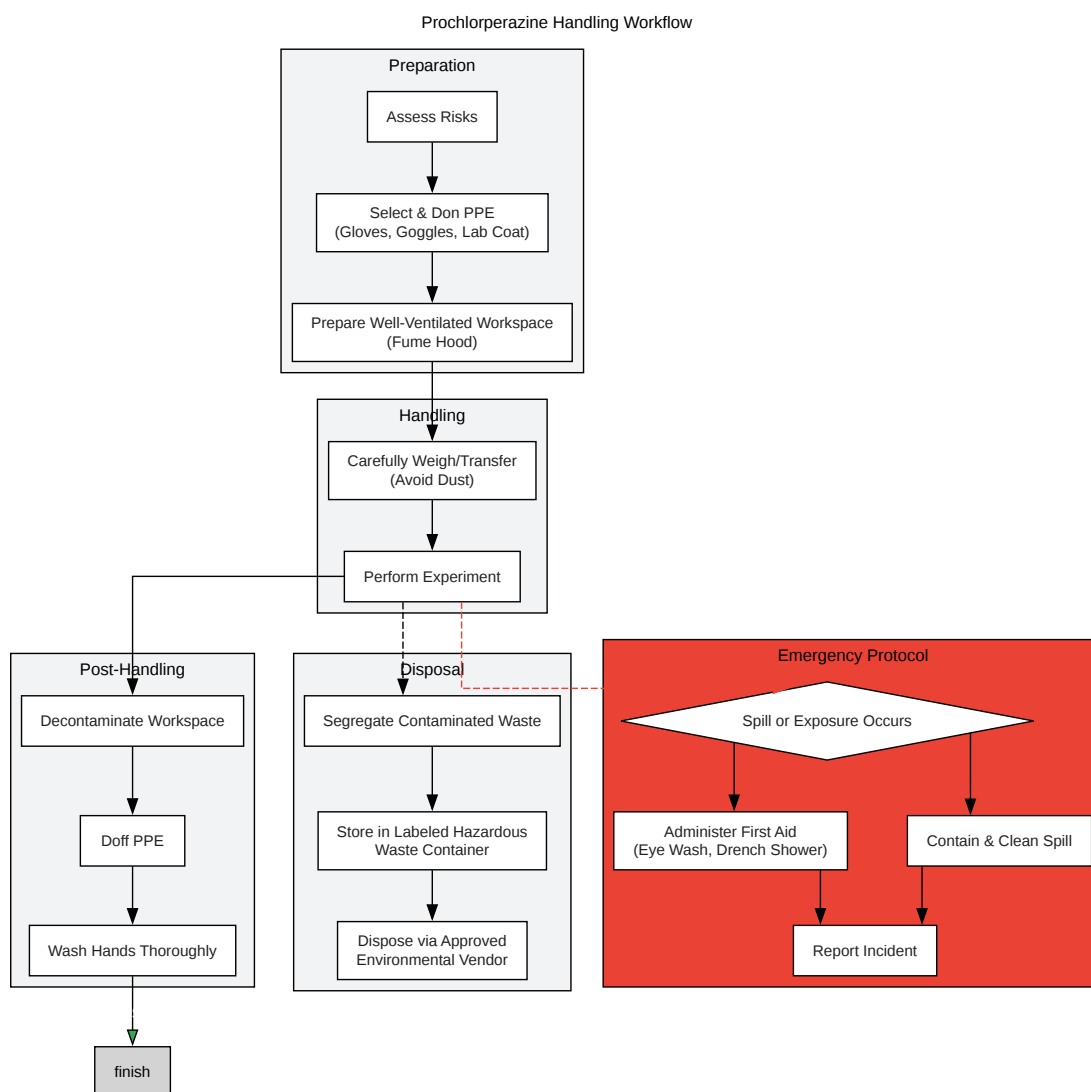 Prochlorperazine Handling Workflow
Preparation
Assess Risks
Select & Don PPE
(Gloves, Goggles, Lab Coat)
Prepare Well-Ventilated Workspace
(Fume Hood)
Handling
Carefully Weigh/Transfer
(Avoid Dust)
Perform Experiment
Post-Handling
Decontaminate Workspace
Doff PPE
Wash Hands Thoroughly
finish
Disposal
Segregate Contaminated Waste
Store in Labeled Hazardous
Waste Container
Dispose via Approved
Environmental Vendor
Emergency Protocol
Spill or Exposure Occurs
Administer First Aid
(Eye Wash, Drench Shower)
Contain & Clean Spill
Report Incident